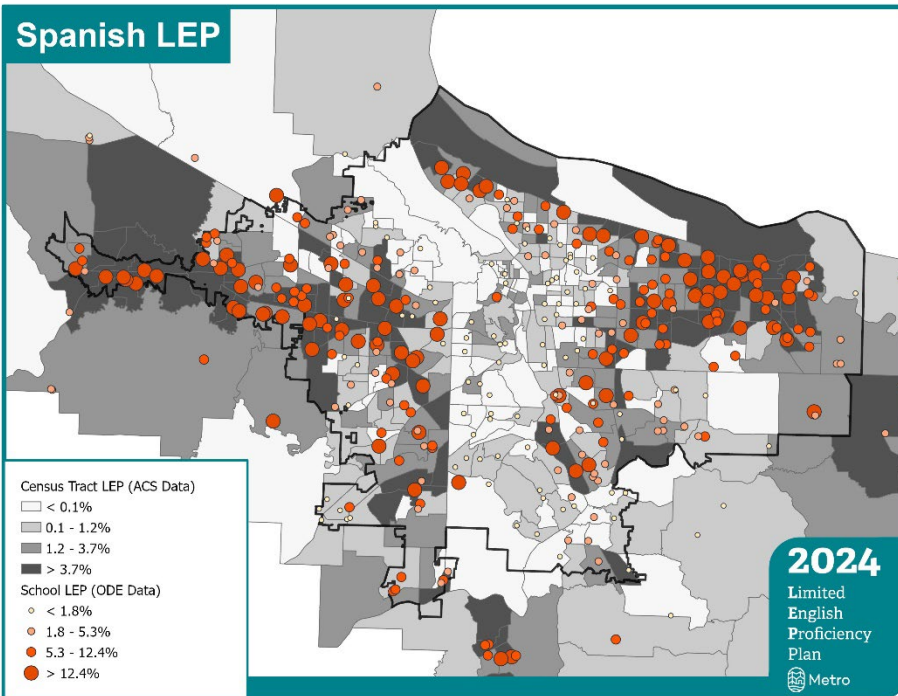 Spanish LEP
Census Tract LEP (ACS Data)
< 0.1%
0.1 - 1.2%
1.2 - 3.7%
> 3.7%
School LEP (ODE Data)
< 1.8%
1.8 - 5.3%
5.3 - 12.4%
> 12.4%
2024
Limited
English
Proficiency
Plan
Metro